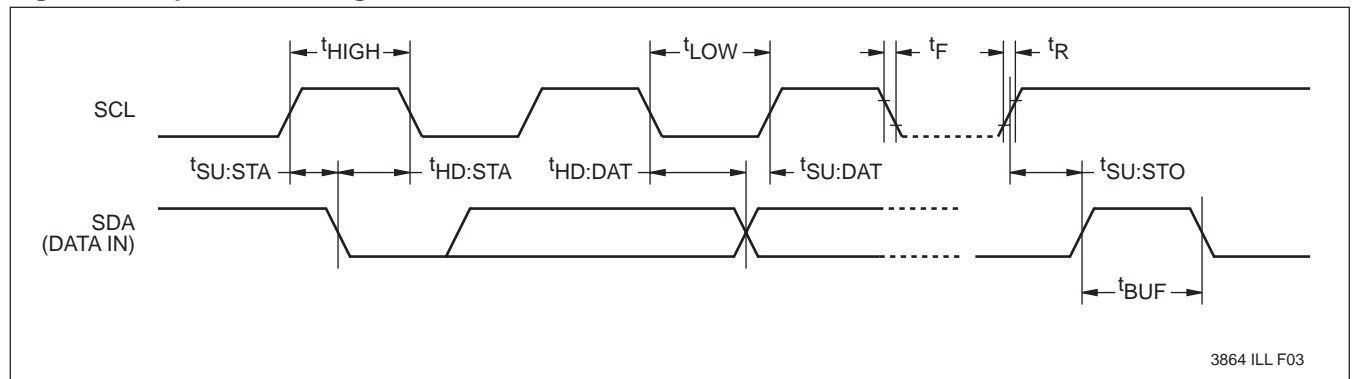 tHIGH
tLOW
tF
tR
SCL
tSU:STA
tHD:STA
tHD:DAT
tSU:DAT
tSU:STO
SDA
(DATA IN)
tBUF
3864 ILL F03